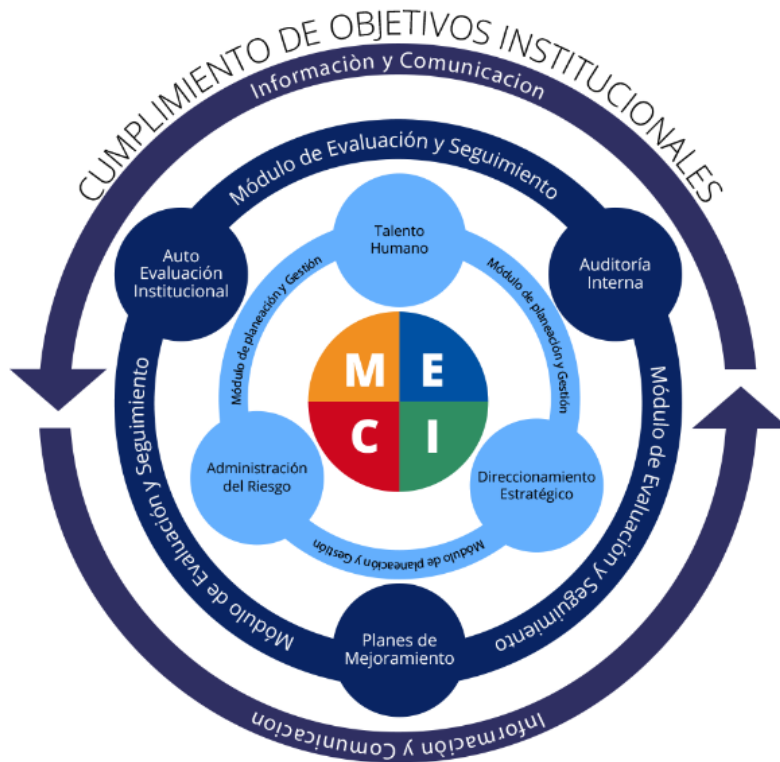 CUMPLIMIENTO DE OBJETIVOS INSTITUCIONALES
Informaciòn y Comunicacion
Módulo de Evaluación y Seguimiento
Talento
Humano
Auto
Evaluación
Institucional
Auditoría
Interna
Módulo de planeación y Gestión
Módulo de planeación y Gestión
M E
C I
Administración
del Riesgo
Direccionamiento
Estratégico
Módulo de planeación y Gestión
Módulo de Evaluación y Seguimiento
Módulo de Evaluación y Seguimiento
Planes de
Mejoramiento
Informaciòn y Comunicacion